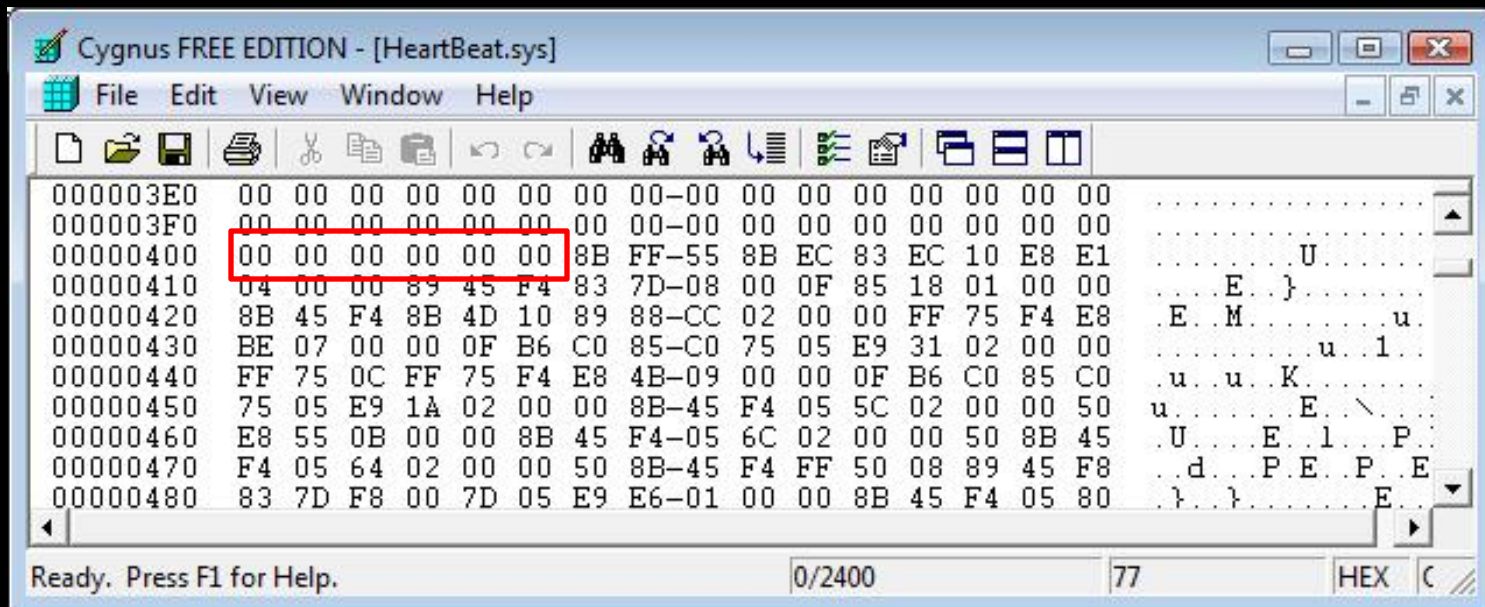 Cygnus FREE EDITION - [HeartBeat.sys]
File Edit View Window Help
000003E0 00 00 00 00 00 00 00 00-00 00 00 00 00 00 00 00 ................
000003F0 00 00 00 00 00 00 00 00-00 00 00 00 00 00 00 00 ................
00000400 00 00 00 00 00 00 8B FF-55 8B EC 83 EC 10 E8 E1 ........U.......
00000410 04 00 00 89 45 F4 83 7D-08 00 0F 85 18 01 00 00 ....E..}........
00000420 8B 45 F4 8B 4D 10 89 88-CC 02 00 00 FF 75 F4 E8 .E..M........u.
00000430 BE 07 00 00 0F B6 C0 85-C0 75 05 E9 31 02 00 00 .........u..1..
00000440 FF 75 0C FF 75 F4 E8 4B-09 00 00 0F B6 C0 85 C0 .u..u..K........
00000450 75 05 E9 1A 02 00 00 8B-45 F4 05 5C 02 00 00 50 u.......E..\...
00000460 E8 55 0B 00 00 8B 45 F4-05 6C 02 00 00 50 8B 45 .U....E..l...P.
00000470 F4 05 64 02 00 00 50 8B-45 F4 FF 50 08 89 45 F8 ..d...P.E..P..E
00000480 83 7D F8 00 7D 05 E9 E6-01 00 00 8B 45 F4 05 80 .}..}.......E..
Ready. Press F1 for Help. 0/2400 77 HEX